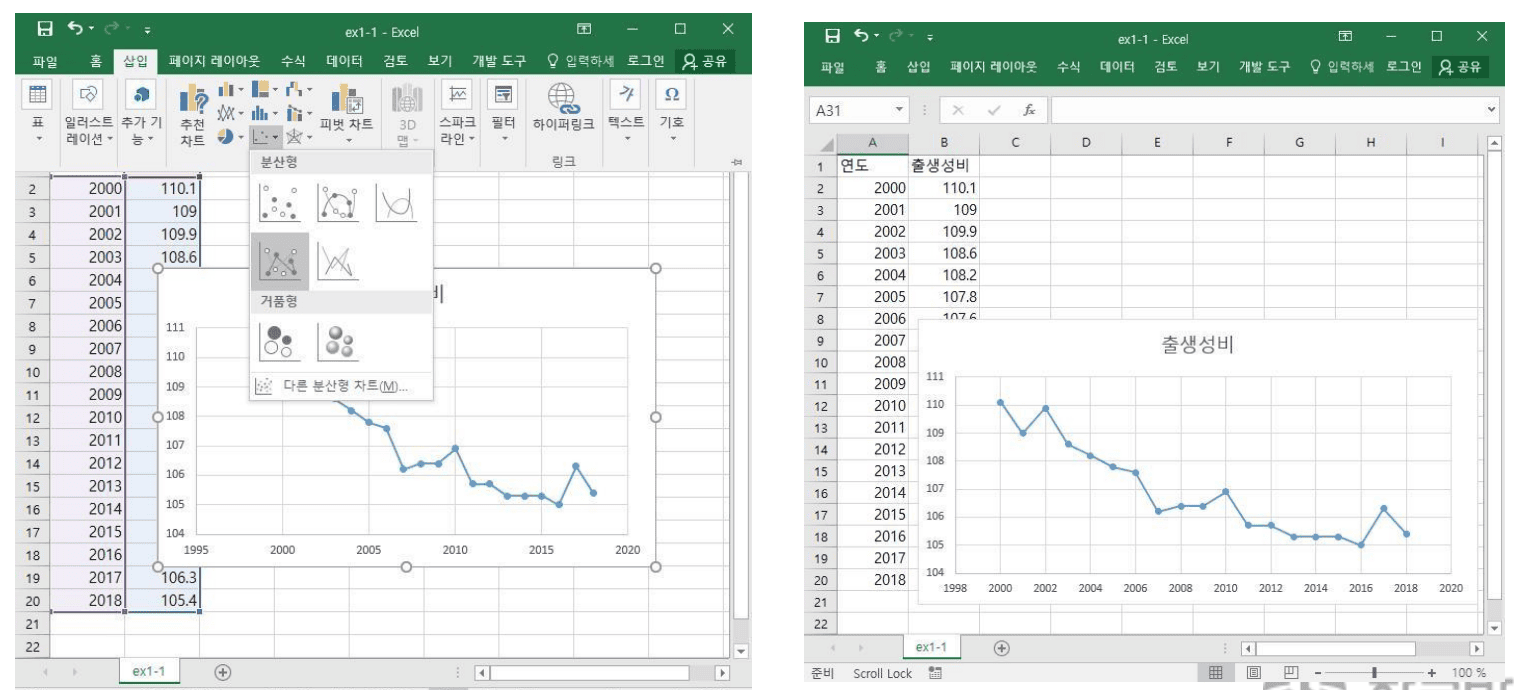 ex1-1 - Excel
파일 홈 삽입 페이지 레이아웃 수식 데이터 검토 보기 개발 도구 입력하세 로그인 공유
표
일러스트레이션
추가 기능
추천 차트
피벗 차트
3D 맵
스파크라인
필터
하이퍼링크
텍스트
기호
링크
분산형
거품형
다른 분산형 차트(M)...
2 2000 110.1
3 2001 109
4 2002 109.9
5 2003 108.6
6 2004
7 2005
8 2006
9 2007
10 2008
11 2009
12 2010
13 2011
14 2012
15 2013
16 2014
17 2015
18 2016
19 2017 106.3
20 2018 105.4
21
22
111
110
109
108
107
106
105
104
1995 2000 2005 2010 2015 2020
ex1-1
ex1-1 - Excel
파일 홈 삽입 페이지 레이아웃 수식 데이터 검토 보기 개발 도구 입력하세 로그인 공유
A31 fx
A B C D E F G H I
1 연도 출생성비
2 2000 110.1
3 2001 109
4 2002 109.9
5 2003 108.6
6 2004 108.2
7 2005 107.8
8 2006 107.6
9 2007
10 2008
11 2009
12 2010
13 2011
14 2012
15 2013
16 2014
17 2015
18 2016
19 2017
20 2018
21
22
출생성비
111
110
109
108
107
106
105
104
1998 2000 2002 2004 2006 2008 2010 2012 2014 2016 2018 2020
ex1-1
준비 Scroll Lock 100 %